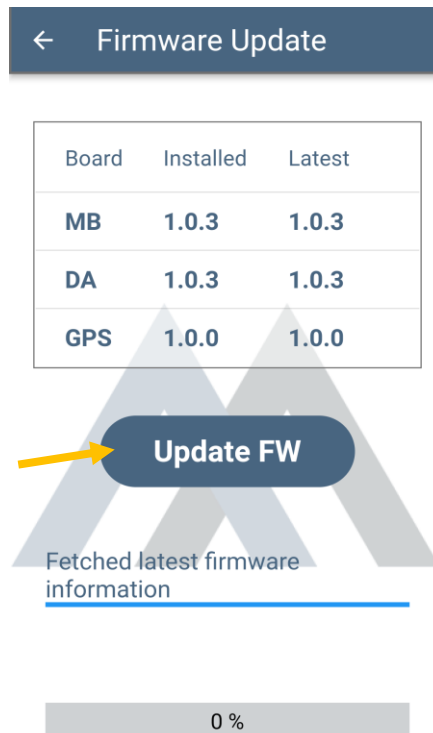 Firmware Update
Board Installed Latest
MB 1.0.3 1.0.3
DA 1.0.3 1.0.3
GPS 1.0.0 1.0.0
Update FW
Fetched latest firmware
information
0 %